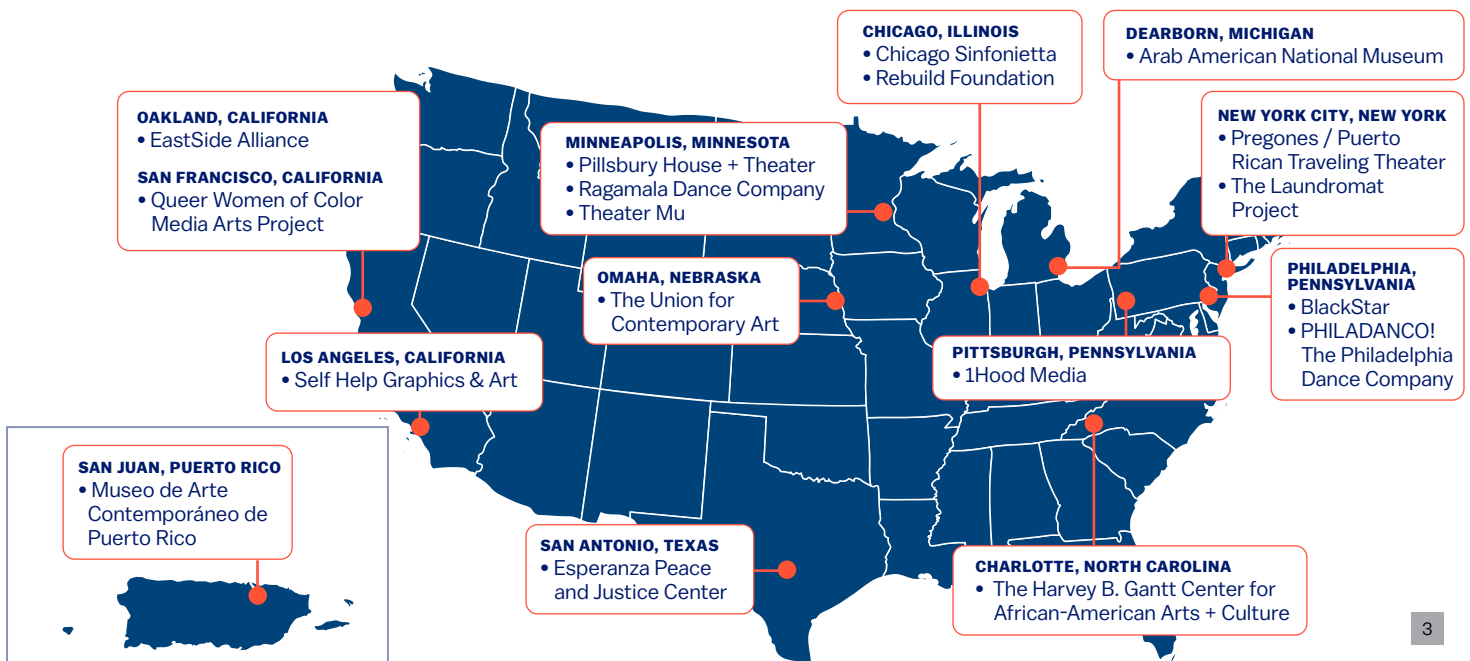 CHICAGO, ILLINOIS
• Chicago Sinfonietta
• Rebuild Foundation
DEARBORN, MICHIGAN
• Arab American National Museum
OAKLAND, CALIFORNIA
• EastSide Alliance
SAN FRANCISCO, CALIFORNIA
• Queer Women of Color
Media Arts Project
MINNEAPOLIS, MINNESOTA
• Pillsbury House + Theater
• Ragamala Dance Company
• Theater Mu
NEW YORK CITY, NEW YORK
• Pregones / Puerto
Rican Traveling Theater
• The Laundromat
Project
OMAHA, NEBRASKA
• The Union for
Contemporary Art
PHILADELPHIA,
PENNSYLVANIA
• BlackStar
• PHILADANCO!
The Philadelphia
Dance Company
LOS ANGELES, CALIFORNIA
• Self Help Graphics & Art
PITTSBURGH, PENNSYLVANIA
• 1Hood Media
SAN JUAN, PUERTO RICO
• Museo de Arte
Contemporáneo de
Puerto Rico
SAN ANTONIO, TEXAS
• Esperanza Peace
and Justice Center
CHARLOTTE, NORTH CAROLINA
• The Harvey B. Gantt Center for
African-American Arts + Culture
3